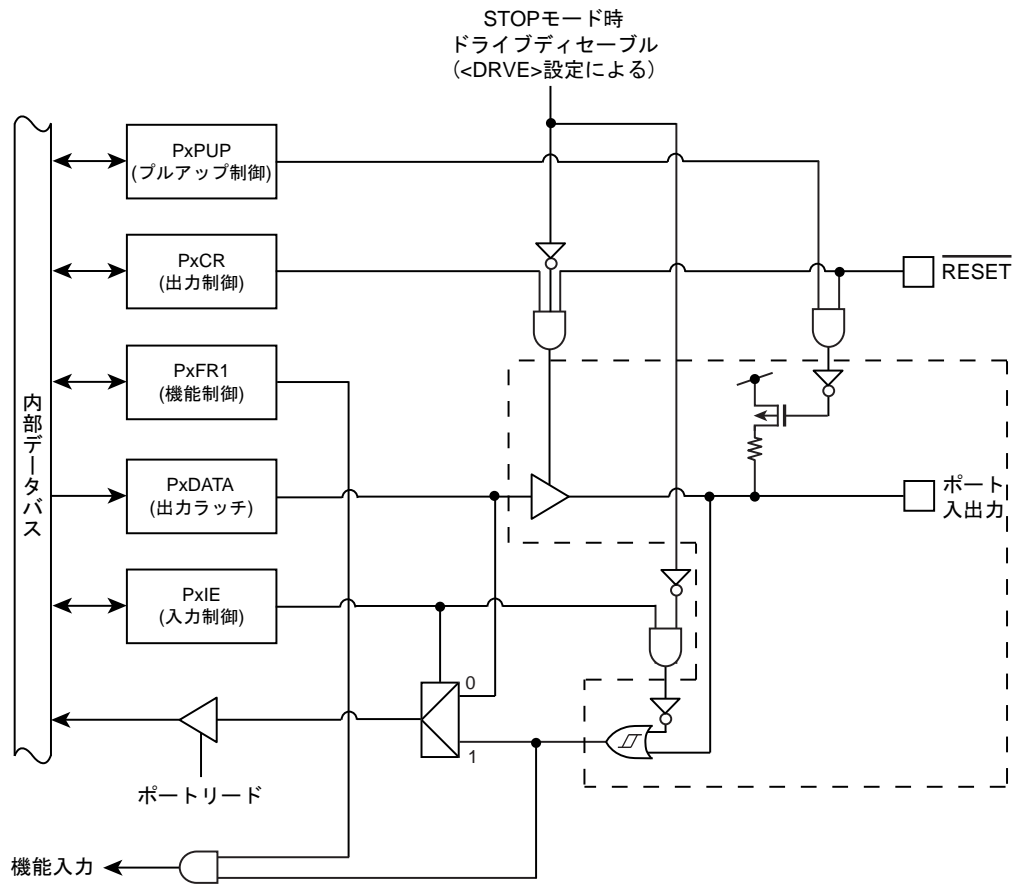 STOPモード時
ドライブディセーブル
（<DRVE>設定による）
PxPUP
(プルアップ制御)
PxCR
(出力制御)
RESET
PxFR1
(機能制御)
内部データバス
PxDATA
(出力ラッチ)
ポート
入出力
PxIE
(入力制御)
0
1
ポートリード
機能入力